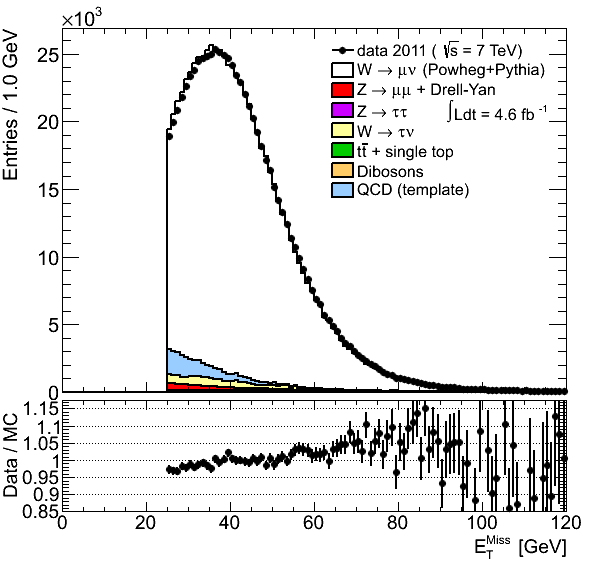 ×10³
Entries / 1.0 GeV
25
20
15
10
5
0
data 2011 ( √s = 7 TeV)
W → μν (Powheg+Pythia)
Z → μμ + Drell-Yan
Z → ττ
∫Ldt = 4.6 fb⁻¹
W → τν
tt̄ + single top
Dibosons
QCD (template)
Data / MC
1.15
1.1
1.05
1
0.95
0.9
0.85
0 20 40 60 80 100 120
E_T^Miss [GeV]